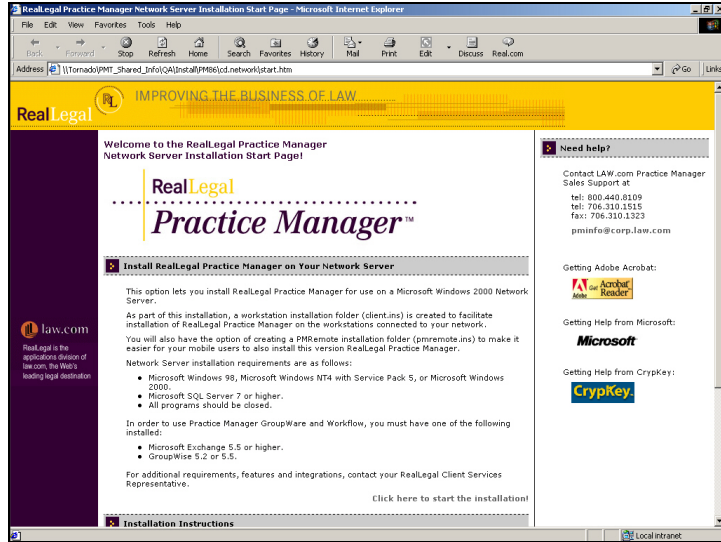 RealLegal Practice Manager Network Server Installation Start Page - Microsoft Internet Explorer
File Edit View Favorites Tools Help
Back Forward Stop Refresh Home Search Favorites History Mail Print Edit Discuss Real.com
Address \\Tornado\PMT_Shared_Info\QA\Install\PM86\cd.network\start.htm Go Links
RealLegal RL IMPROVING THE BUSINESS OF LAW
Welcome to the RealLegal Practice Manager
Network Server Installation Start Page!
RealLegal
Practice Manager™
Install RealLegal Practice Manager on Your Network Server
This option lets you install RealLegal Practice Manager for use on a Microsoft Windows 2000 Network
Server.
As part of this installation, a workstation installation folder (client.ins) is created to facilitate
installation of RealLegal Practice Manager on the workstations connected to your network.
You will also have the option of creating a PMRemote installation folder (pmremote.ins) to make it
easier for your mobile users to also install this version RealLegal Practice Manager.
Network Server installation requirements are as follows:
• Microsoft Windows 98, Microsoft Windows NT4 with Service Pack 5, or Microsoft Windows
2000.
• Microsoft SQL Server 7 or higher.
• All programs should be closed.
In order to use Practice Manager GroupWare and Workflow, you must have one of the following
installed:
• Microsoft Exchange 5.5 or higher.
• GroupWise 5.2 or 5.5.
For additional requirements, features and integrations, contact your RealLegal Client Services
Representative.
Click here to start the installation!
Installation Instructions
law.com
RealLegal is the
applications division of
law.com, the Web's
leading legal destination
Need help?
Contact LAW.com Practice Manager
Sales Support at
tel: 800.440.8109
tel: 706.310.1515
fax: 706.310.1323
pminfo@corp.law.com
Getting Adobe Acrobat:
Adobe Get Acrobat Reader
Getting Help from Microsoft:
Microsoft
Getting Help from CrypKey:
CrypKey.
Local intranet